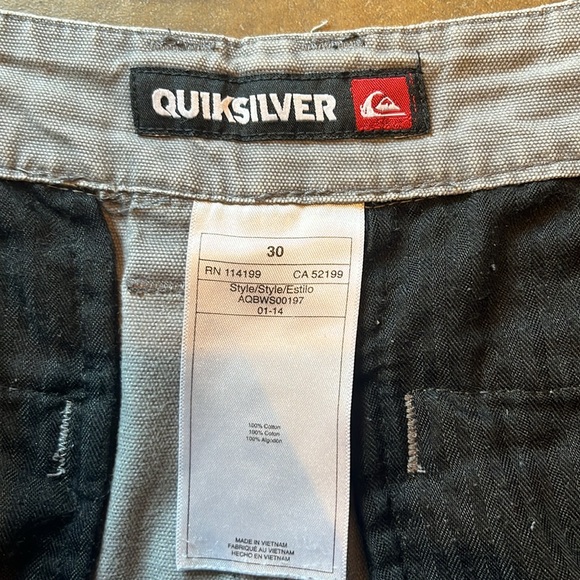 QUIKSILVER
30
RN 114199 CA 52199
Style/Style/Estilo
AQBWS00197
01-14
100% Cotton
100% Coton
100% Algodon
MADE IN VIETNAM
FABRIQUÉ AU VIETNAM
HECHO EN VIETNAM